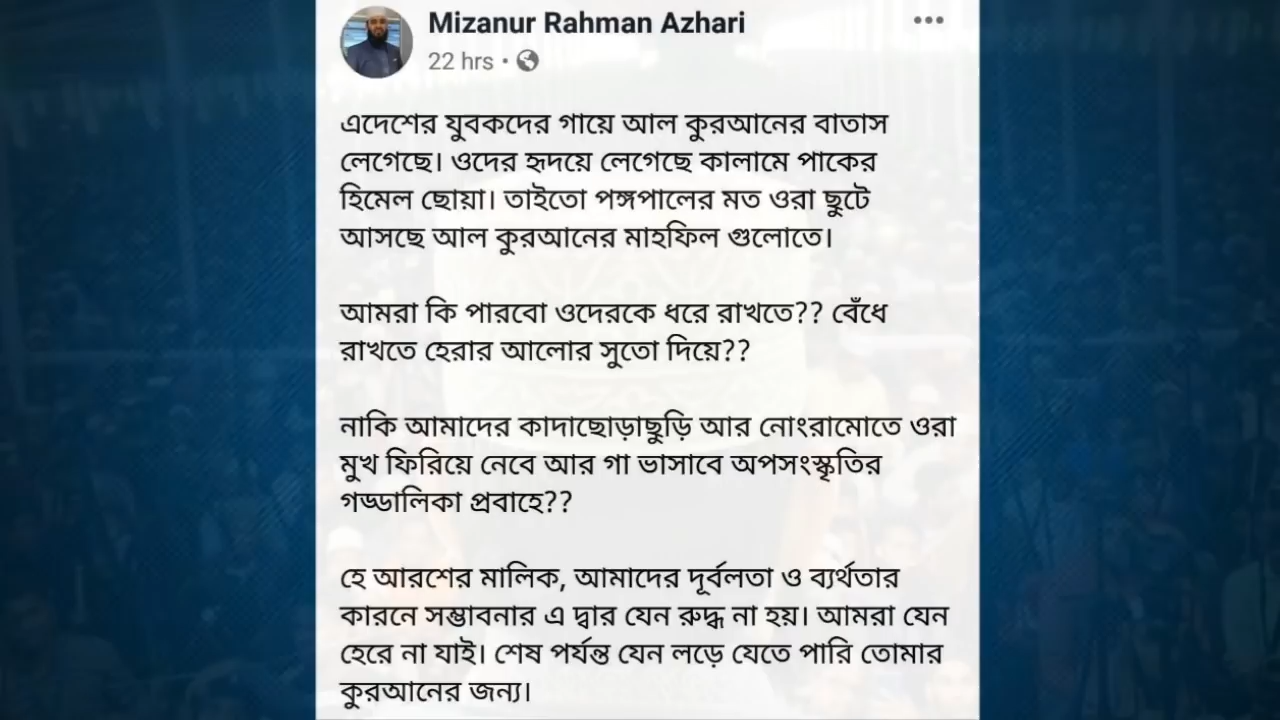 Mizanur Rahman Azhari
22 hrs •
এদেশের যুবকদের গায়ে আল কুরআনের বাতাস
লেগেছে। ওদের হৃদয়ে লেগেছে কালামে পাকের
হিমেল ছোয়া। তাইতো পঙ্গপালের মত ওরা ছুটে
আসছে আল কুরআনের মাহফিল গুলোতে।
আমরা কি পারবো ওদেরকে ধরে রাখতে?? বেঁধে
রাখতে হেরার আলোর সুতো দিয়ে??
নাকি আমাদের কাদাছোড়াছুড়ি আর নোংরামোতে ওরা
মুখ ফিরিয়ে নেবে আর গা ভাসাবে অপসংস্কৃতির
গড্ডালিকা প্রবাহে??
হে আরশের মালিক, আমাদের দূর্বলতা ও ব্যর্থতার
কারনে সম্ভাবনার এ দ্বার যেন রুদ্ধ না হয়। আমরা যেন
হেরে না যাই। শেষ পর্যন্ত যেন লড়ে যেতে পারি তোমার
কুরআনের জন্য।